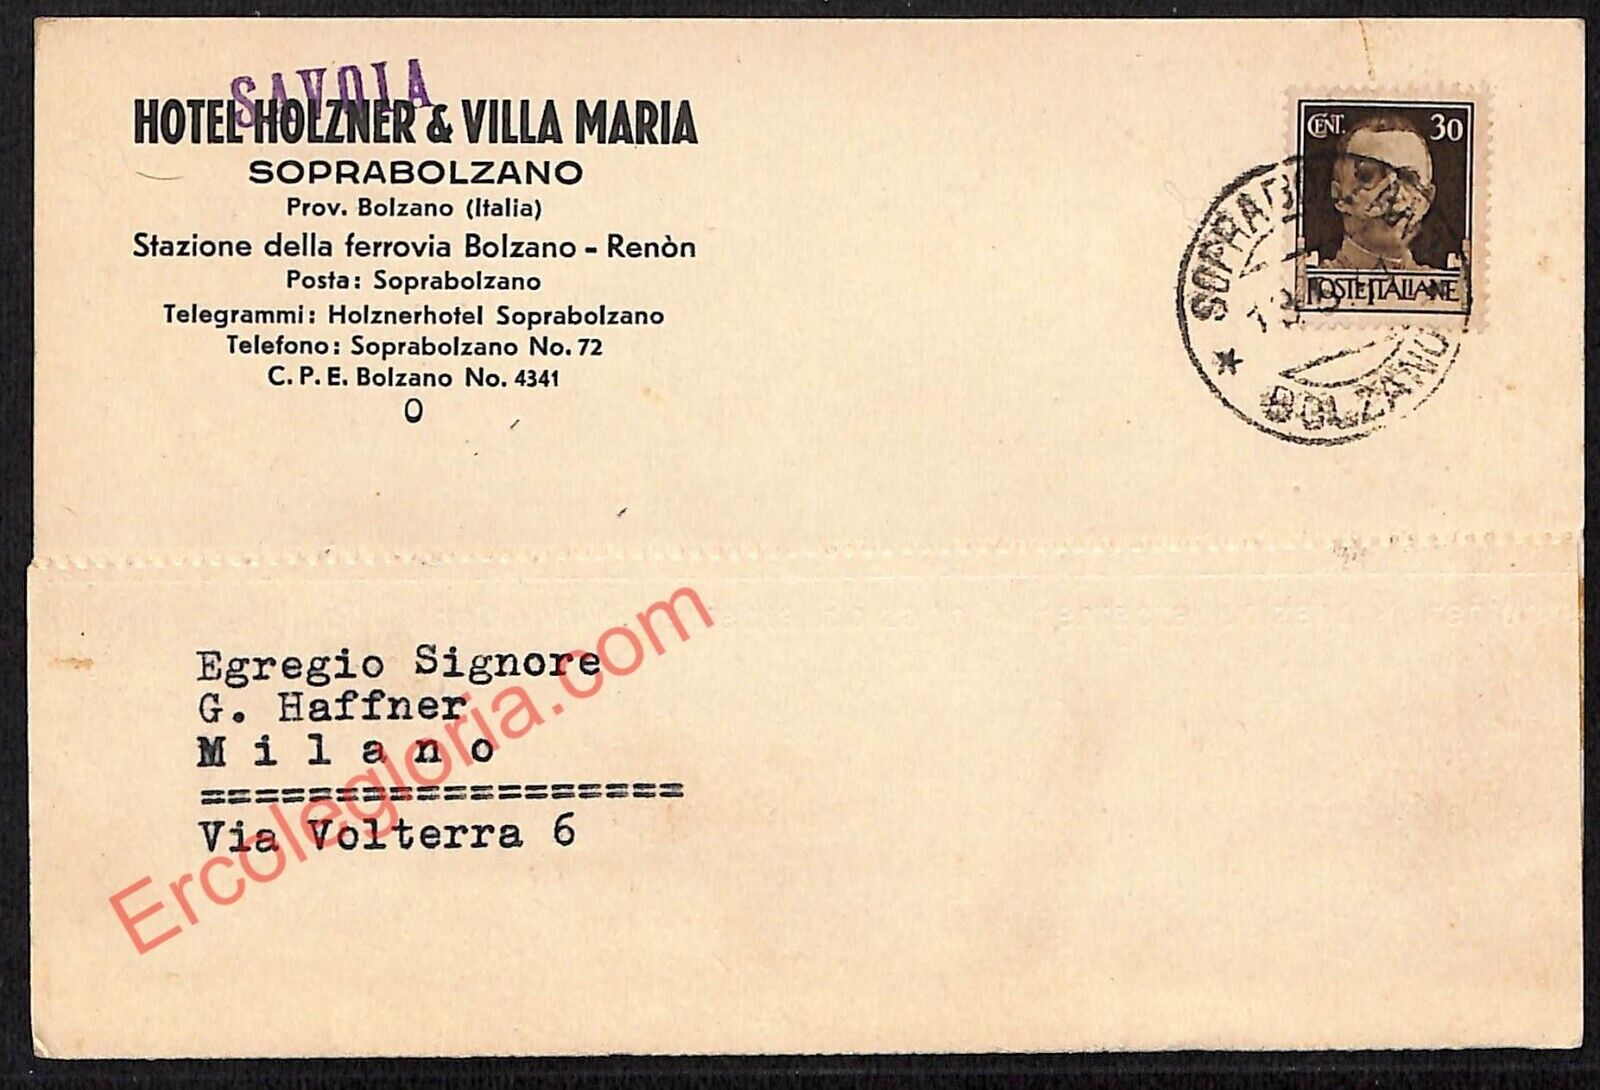 SAVOIA
HOTEL HOLZNER & VILLA MARIA
SOPRABOLZANO
Prov. Bolzano (Italia)
Stazione della ferrovia Bolzano - Renòn
Posta: Soprabolzano
Telegrammi: Holznerhotel Soprabolzano
Telefono: Soprabolzano No. 72
C. P. E. Bolzano No. 4341
O
CENT. 30
POSTE ITALIANE
SOPRABOLZANO
* BOLZANO
Egregio Signore
G. Haffner
Milano
==================
Via Volterra 6
Ercolegloria.com